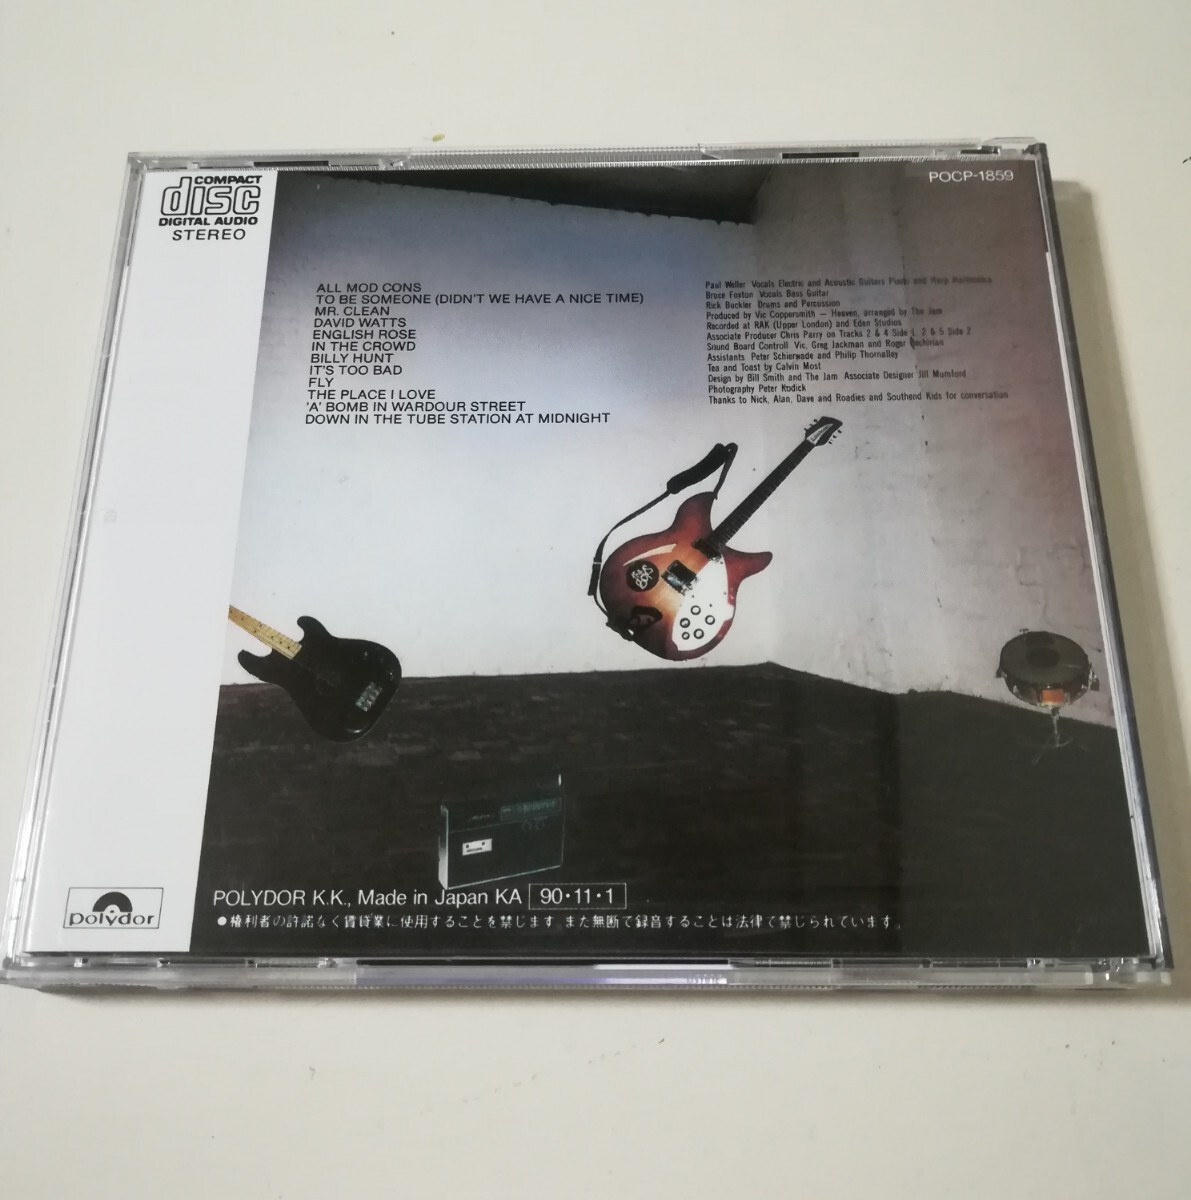 COMPACT
disc
DIGITAL AUDIO
STEREO
POCP-1859
ALL MOD CONS
TO BE SOMEONE (DIDN'T WE HAVE A NICE TIME)
MR. CLEAN
DAVID WATTS
ENGLISH ROSE
IN THE CROWD
BILLY HUNT
IT'S TOO BAD
FLY
THE PLACE I LOVE
'A' BOMB IN WARDOUR STREET
DOWN IN THE TUBE STATION AT MIDNIGHT
Paul Weller Vocals Electric and Acoustic Guitars Piano and Harp Harmonica
Bruce Foxton Vocals Bass Guitar
Rick Buckler Drums and Percussion
Produced by Vic Coppersmith — Heaven, arranged by The Jam
Recorded at RAK (Upper London) and Eden Studios
Associate Producer Chris Parry on Tracks 2 & 4 Side 1, 2 & 5 Side 2
Sound Board Controll Vic, Greg Jackman and Roger
Assistants Peter Schierwade and Philip Thornalley
Tea and Toast by Calvin Most
Design by Bill Smith and The Jam Associate Designer Jill Mumford
Photography Peter Kodick
Thanks to Nick, Alan, Dave and Roadies and Southend Kids for conversation
polydor
POLYDOR K.K., Made in Japan KA 90・11・1
●権利者の許諾なく賃貸業に使用することを禁じます また無断で録音することは法律で禁じられています。